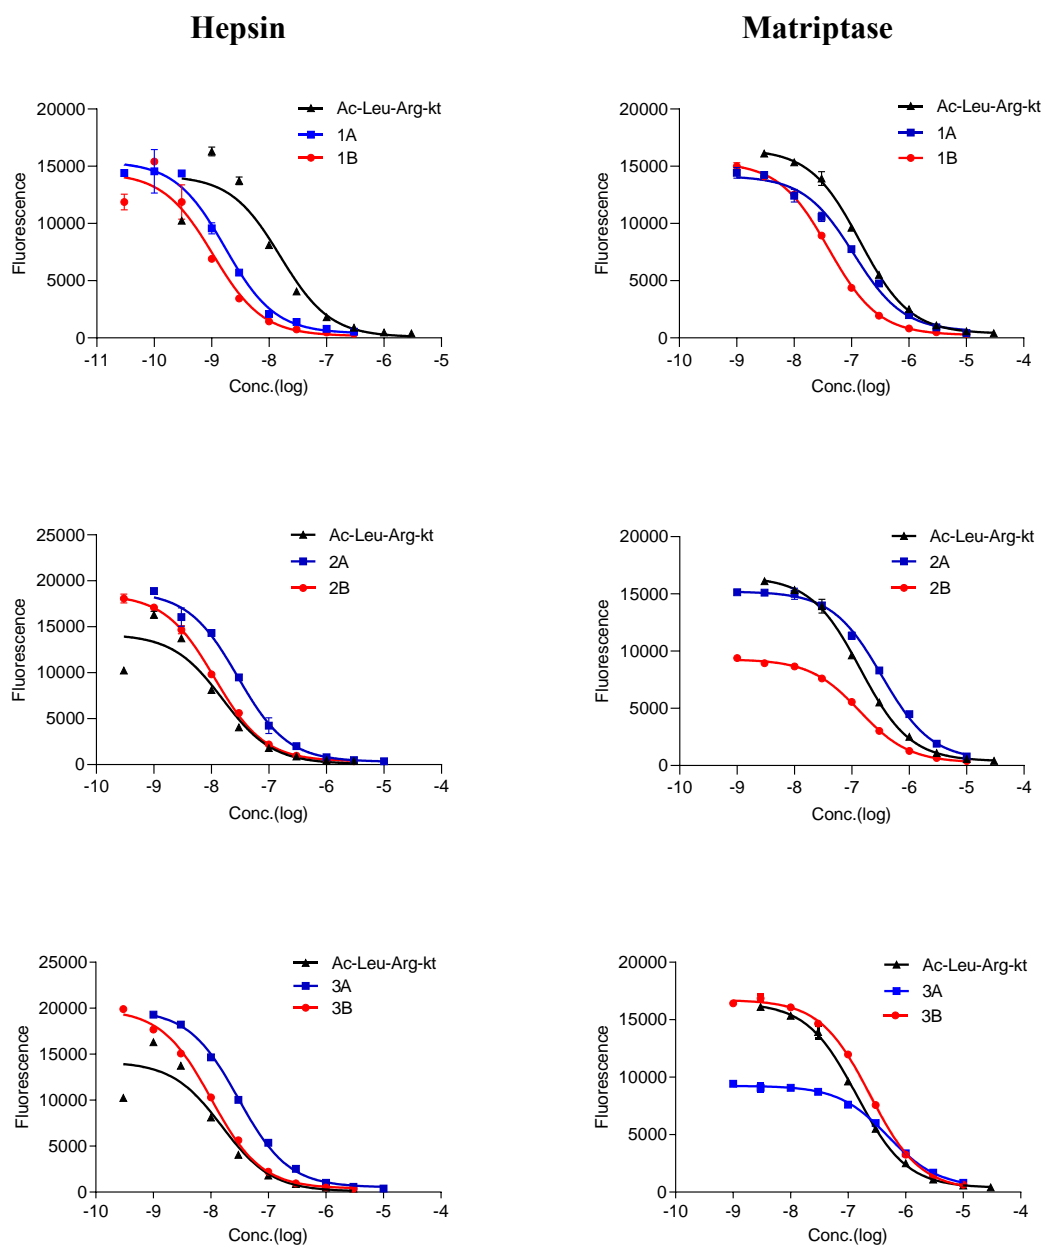 Hepsin
Matriptase
Ac-Leu-Arg-kt
1A
1B
20000
15000
10000
5000
0
Fluorescence
-11 -10 -9 -8 -7 -6 -5
Conc.(log)
Ac-Leu-Arg-kt
1A
1B
20000
15000
10000
5000
0
Fluorescence
-10 -9 -8 -7 -6 -5 -4
Conc.(log)
Ac-Leu-Arg-kt
2A
2B
25000
20000
15000
10000
5000
0
Fluorescence
-10 -9 -8 -7 -6 -5 -4
Conc.(log)
Ac-Leu-Arg-kt
2A
2B
20000
15000
10000
5000
0
Fluorescence
-10 -9 -8 -7 -6 -5 -4
Conc.(log)
Ac-Leu-Arg-kt
3A
3B
25000
20000
15000
10000
5000
0
Fluorescence
-10 -9 -8 -7 -6 -5 -4
Conc.(log)
Ac-Leu-Arg-kt
3A
3B
20000
15000
10000
5000
0
Fluorescence
-10 -9 -8 -7 -6 -5 -4
Conc.(log)